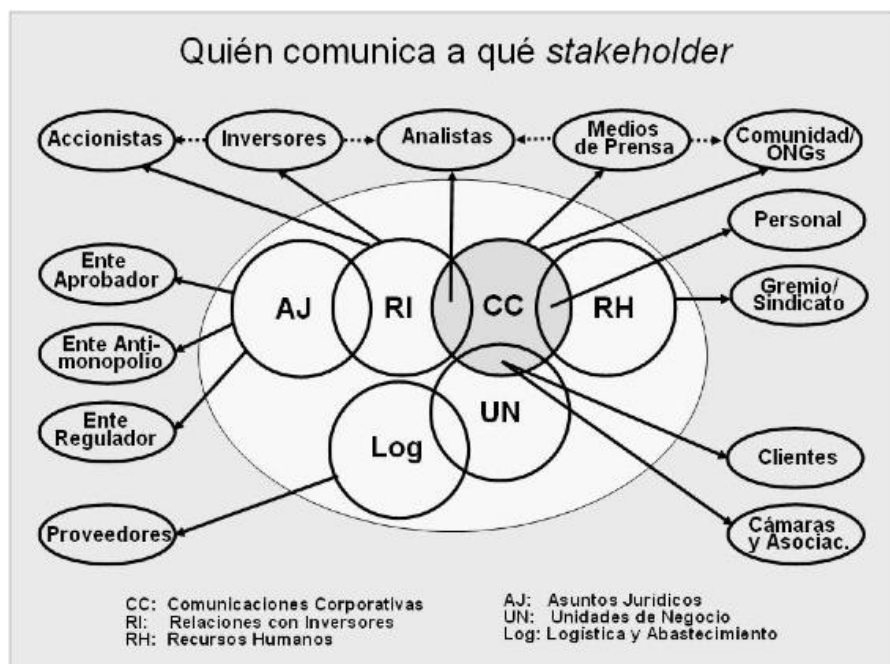 Quién comunica a qué stakeholder
Accionistas
Inversores
Analistas
Medios
de Prensa
Comunidad/
ONGs
Personal
Gremio/
Sindicato
Ente
Aprobador
Ente Anti-
monopolio
Ente
Regulador
Proveedores
AJ
RI
CC
RH
Log
UN
Clientes
Cámaras
y Asociac.
CC: Comunicaciones Corporativas
RI: Relaciones con Inversores
RH: Recursos Humanos
AJ: Asuntos Jurídicos
UN: Unidades de Negocio
Log: Logística y Abastecimiento